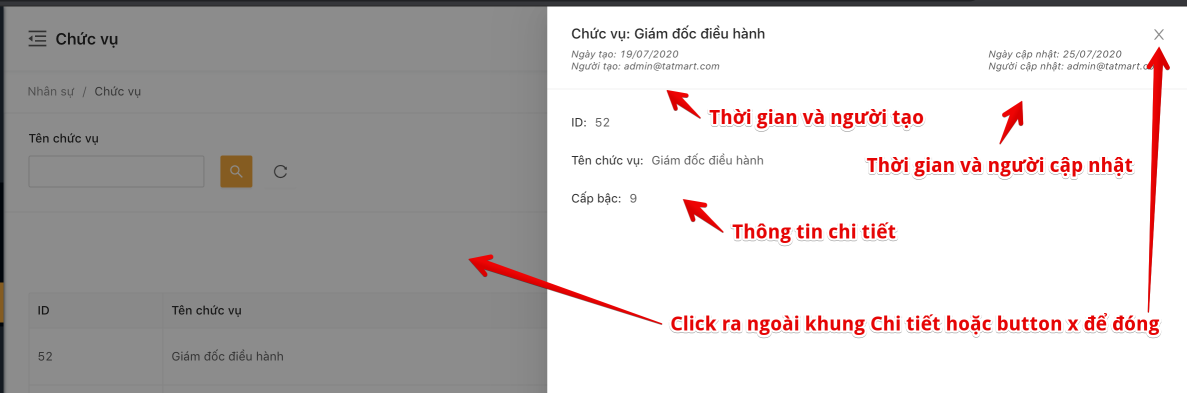 Chức vụ
Nhân sự / Chức vụ
Tên chức vụ
ID Tên chức vụ
52 Giám đốc điều hành
Chức vụ: Giám đốc điều hành
Ngày tạo: 19/07/2020
Người tạo: admin@tatmart.com
Ngày cập nhật: 25/07/2020
Người cập nhật: admin@tatmart.co
Thời gian và người tạo
ID: 52
Thời gian và người cập nhật
Tên chức vụ: Giám đốc điều hành
Cấp bậc: 9
Thông tin chi tiết
Click ra ngoài khung Chi tiết hoặc button x để đóng